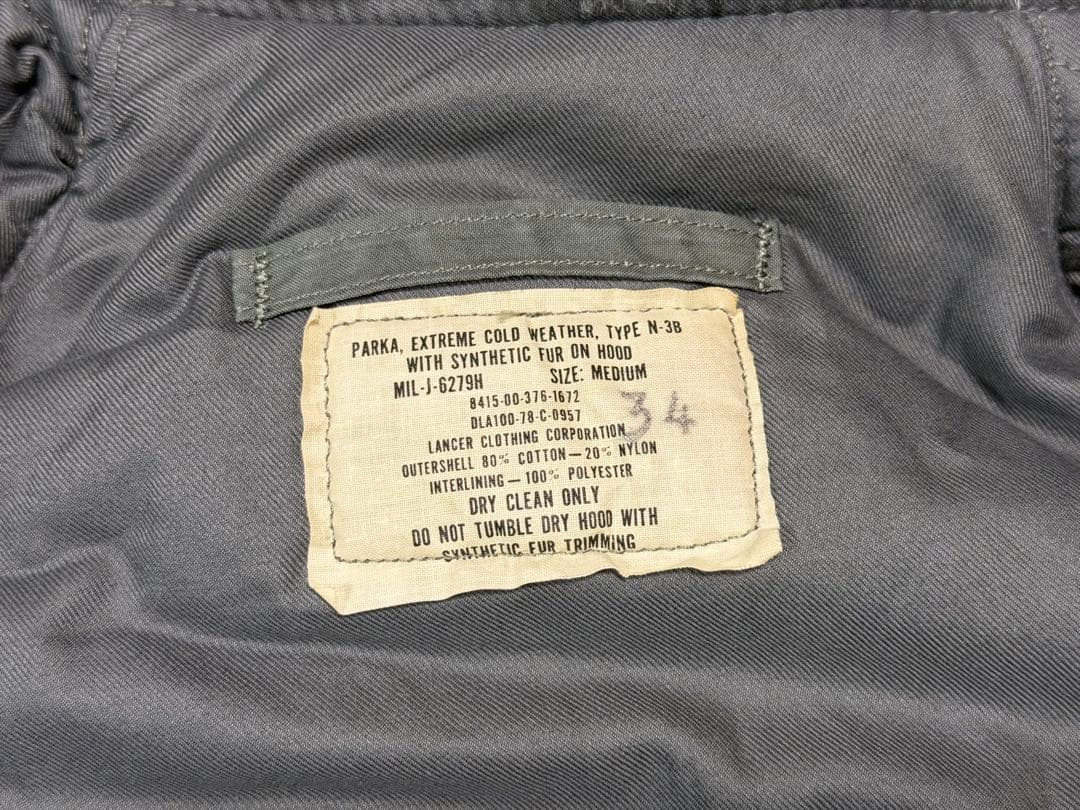 PARKA, EXTREME COLD WEATHER, TYPE N-3B
WITH SYNTHETIC FUR ON HOOD
MIL-J-6279H SIZE: MEDIUM
8415-00-376-1672
DLA100-78-C-0957
34
LANCER CLOTHING CORPORATION
OUTERSHELL 80% COTTON — 20% NYLON
INTERLINING — 100% POLYESTER
DRY CLEAN ONLY
DO NOT TUMBLE DRY HOOD WITH
SYNTHETIC FUR TRIMMING